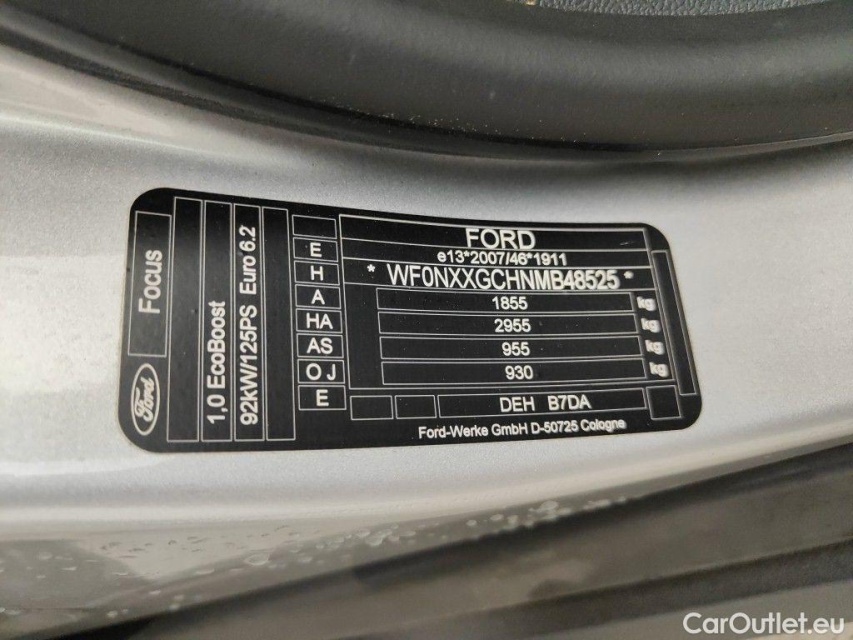 FORD
e13*2007/46*1911
* WF0NXXGCHNMB48525 *
1855 kg
2955 kg
955 kg
930 kg
DEH B7DA
Ford-Werke GmbH D-50725 Cologne
E
H
A
HA
AS
OJ
E
Focus
Ford
1,0 EcoBoost
92kW/125PS Euro 6.2
CarOutlet.eu